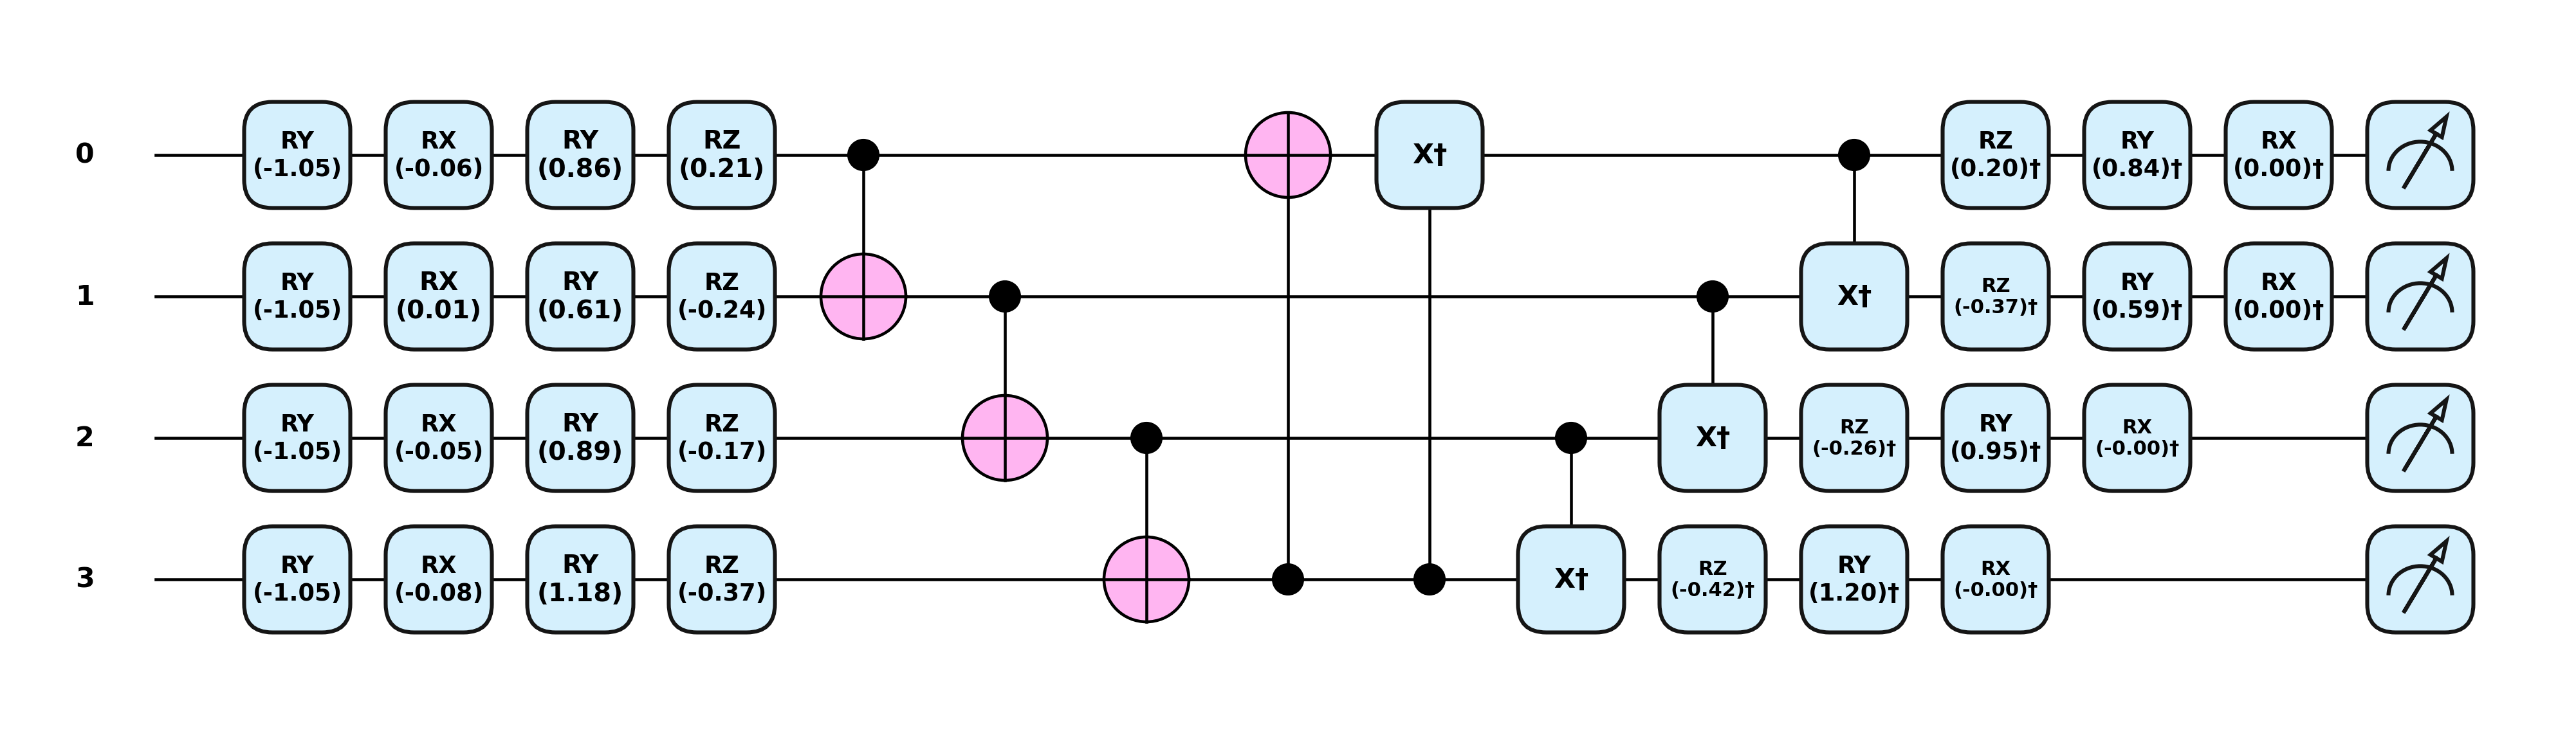 0
RY
(-1.05)
RX
(-0.06)
RY
(0.86)
RZ
(0.21)
X†
RZ
(0.20)†
RY
(0.84)†
RX
(0.00)†
1
RY
(-1.05)
RX
(0.01)
RY
(0.61)
RZ
(-0.24)
X†
RZ
(-0.37)†
RY
(0.59)†
RX
(0.00)†
2
RY
(-1.05)
RX
(-0.05)
RY
(0.89)
RZ
(-0.17)
X†
RZ
(-0.26)†
RY
(0.95)†
RX
(-0.00)†
3
RY
(-1.05)
RX
(-0.08)
RY
(1.18)
RZ
(-0.37)
X†
RZ
(-0.42)†
RY
(1.20)†
RX
(-0.00)†